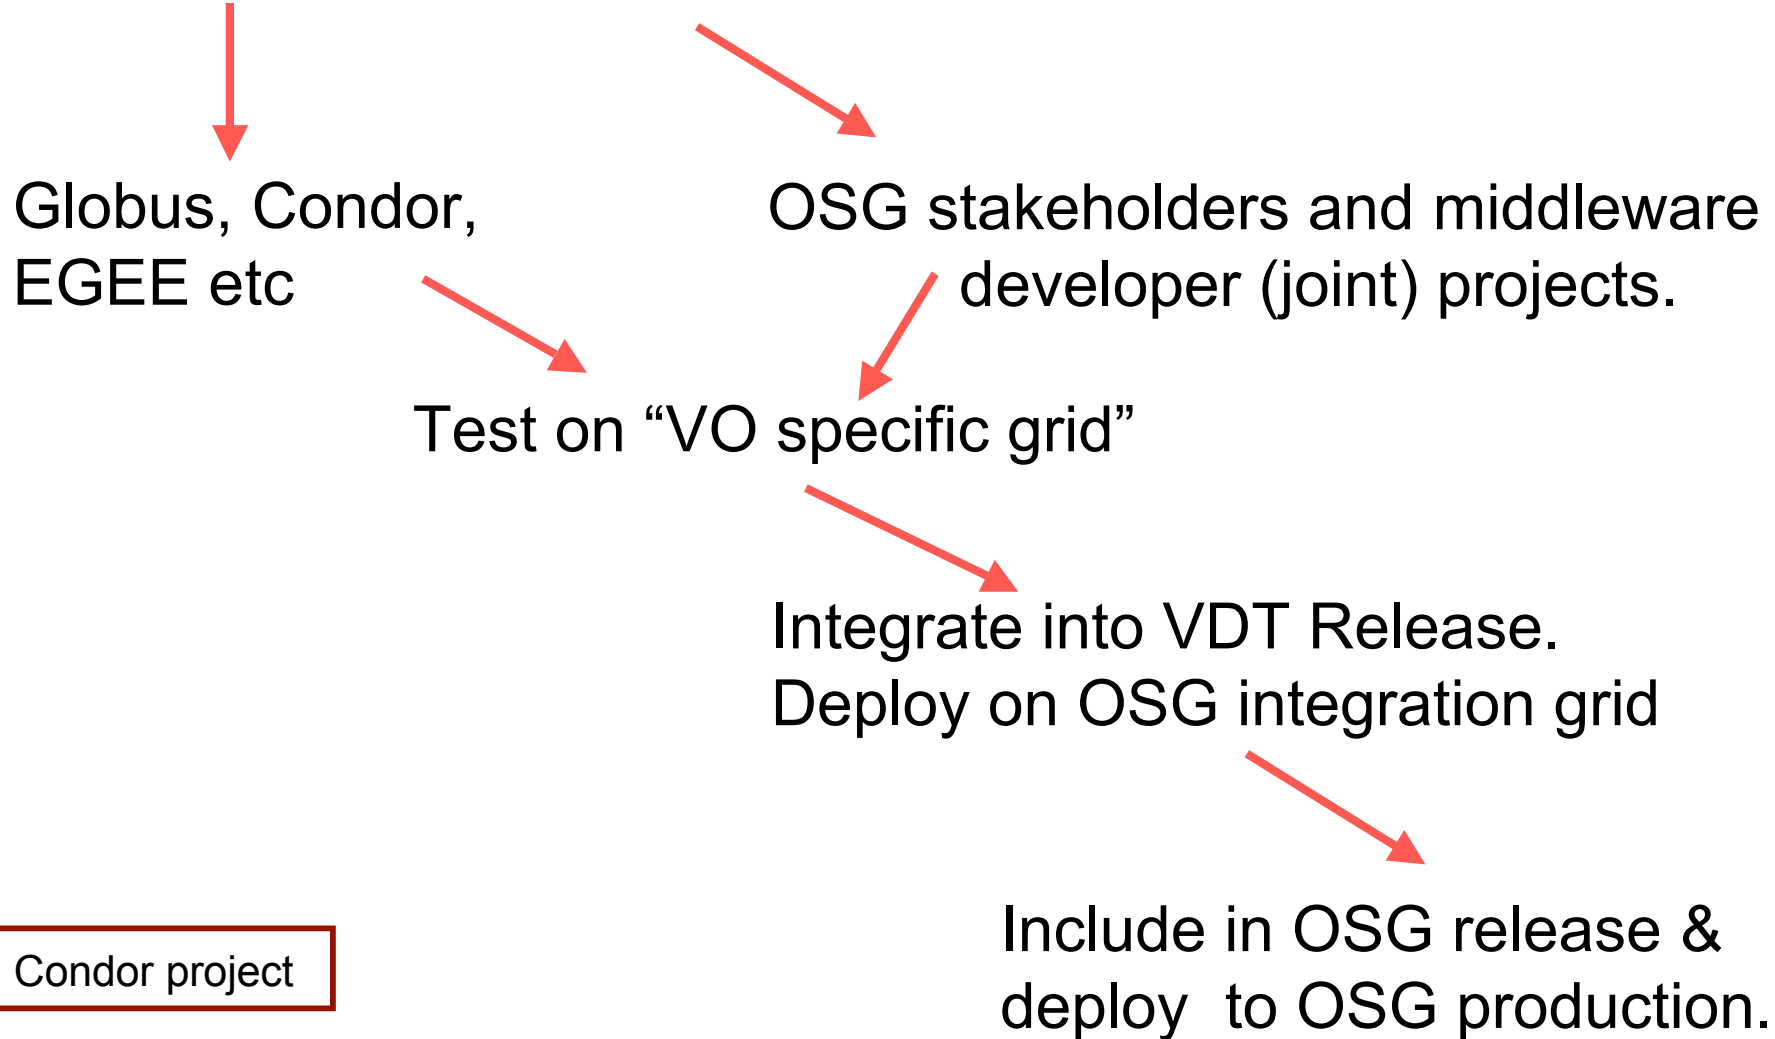 Globus, Condor,
EGEE etc
OSG stakeholders and middleware
developer (joint) projects.
Test on “VO specific grid”
Integrate into VDT Release.
Deploy on OSG integration grid
Include in OSG release &
deploy  to OSG production.
Condor project